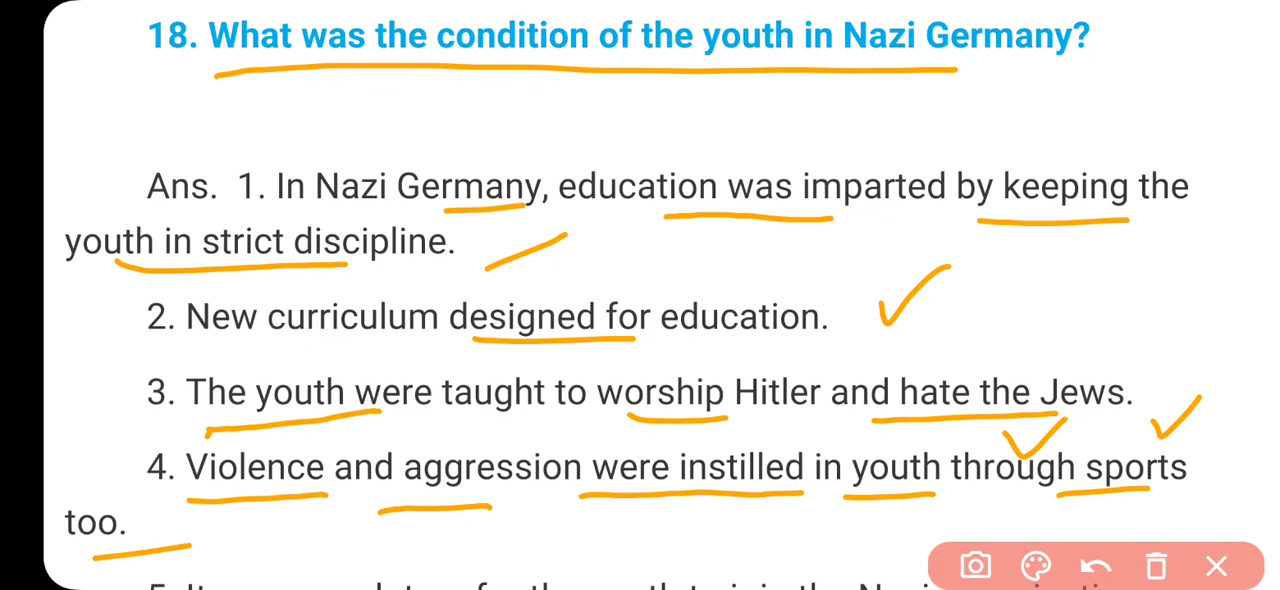 18. What was the condition of the youth in Nazi Germany?
Ans. 1. In Nazi Germany, education was imparted by keeping the
youth in strict discipline.
2. New curriculum designed for education.
3. The youth were taught to worship Hitler and hate the Jews.
4. Violence and aggression were instilled in youth through sports
too.